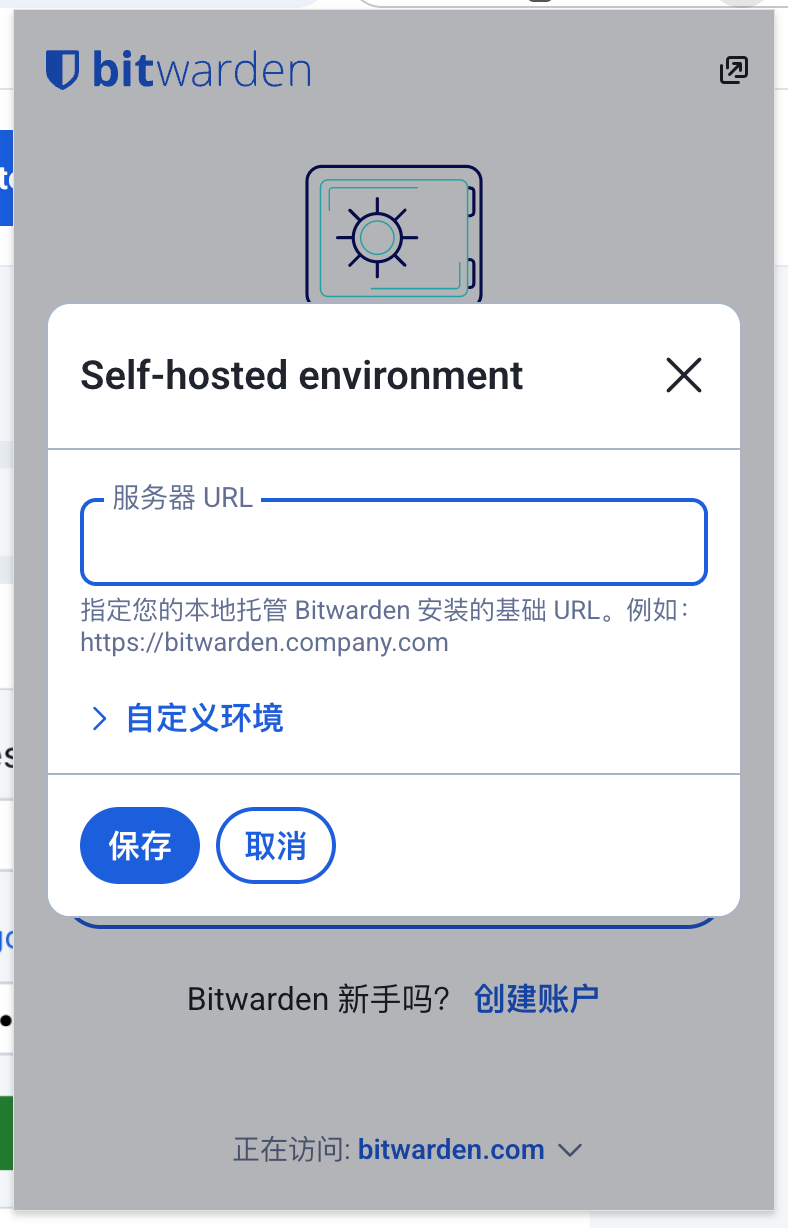 bitwarden
Self-hosted environment
服务器 URL
指定您的本地托管 Bitwarden 安装的基础 URL。例如：
https://bitwarden.company.com
自定义环境
保存
取消
Bitwarden 新手吗？ 创建账户
正在访问: bitwarden.com